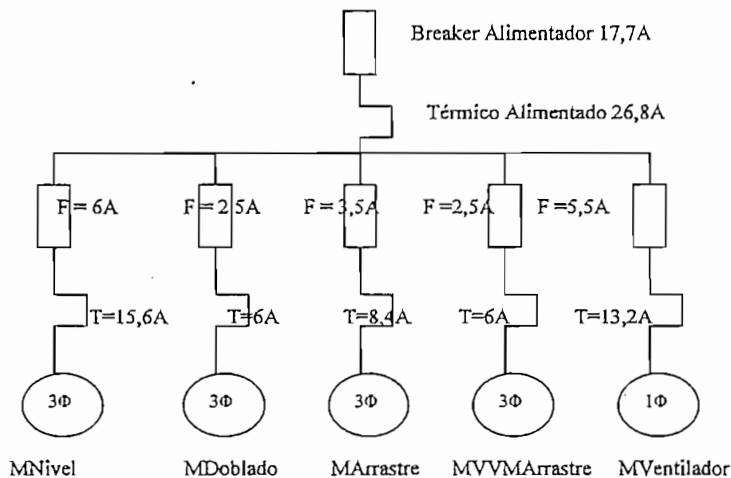 Breaker Alimentador 17,7A
Térmico Alimentado 26,8A
F = 6A F = 2,5A F = 3,5A F =2,5A F =5,5A
T=15,6A T=6A T=8,4A T=6A T=13,2A
3Φ 3Φ 3Φ 3Φ 1Φ
MNivel MDoblado MArrastre MVVMArrastre MVentilador